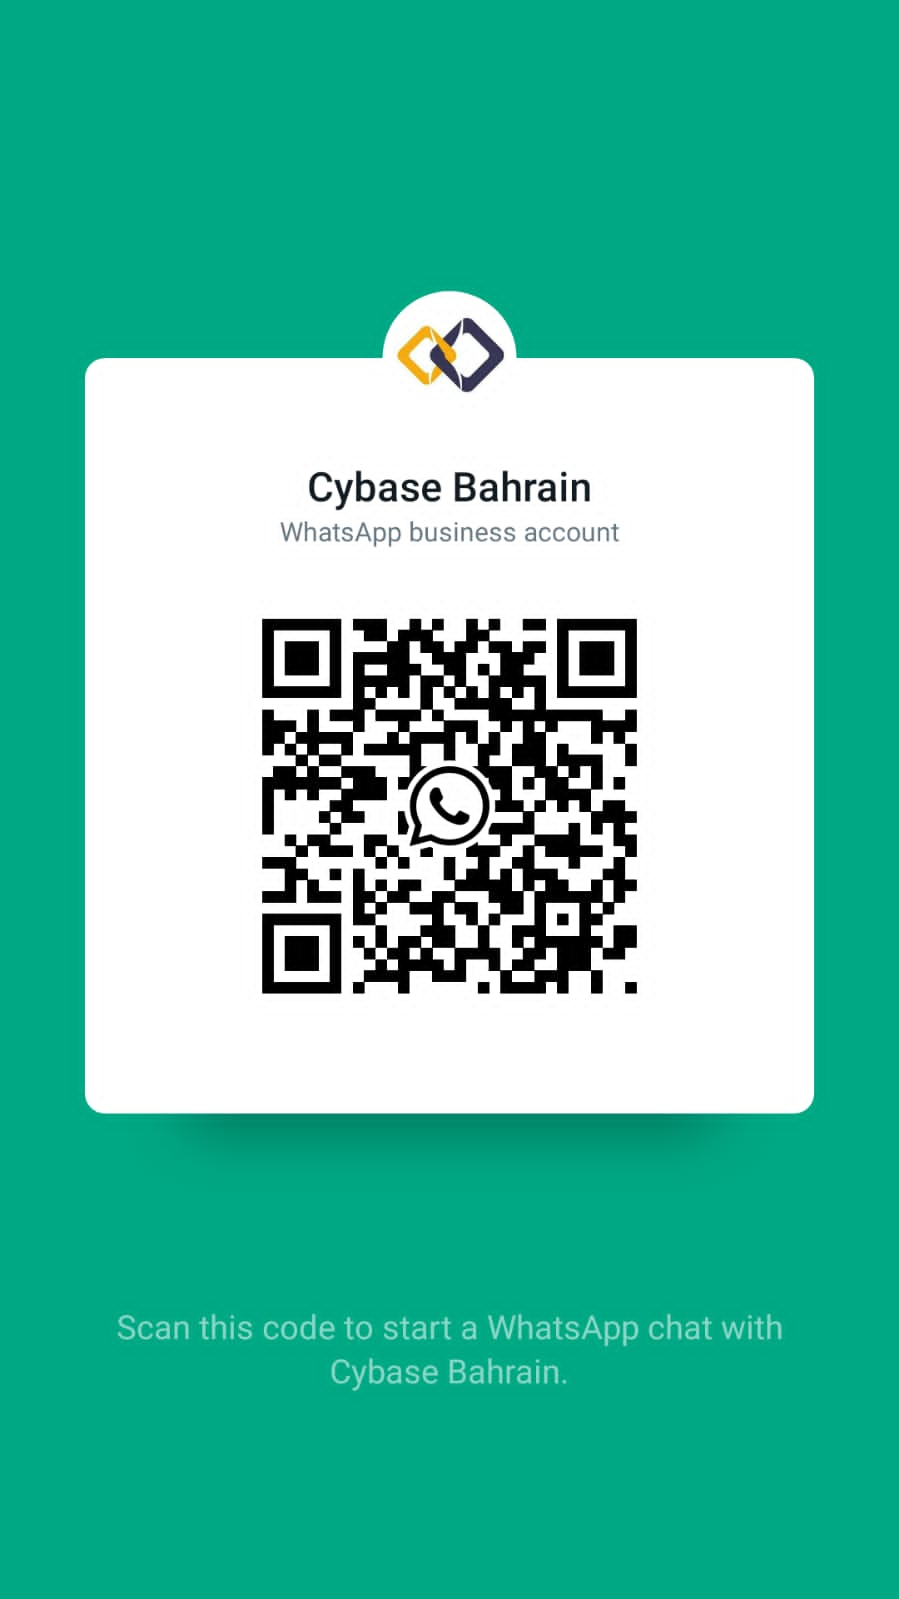 Cybase Bahrain
WhatsApp business account
Scan this code to start a WhatsApp chat with
Cybase Bahrain.